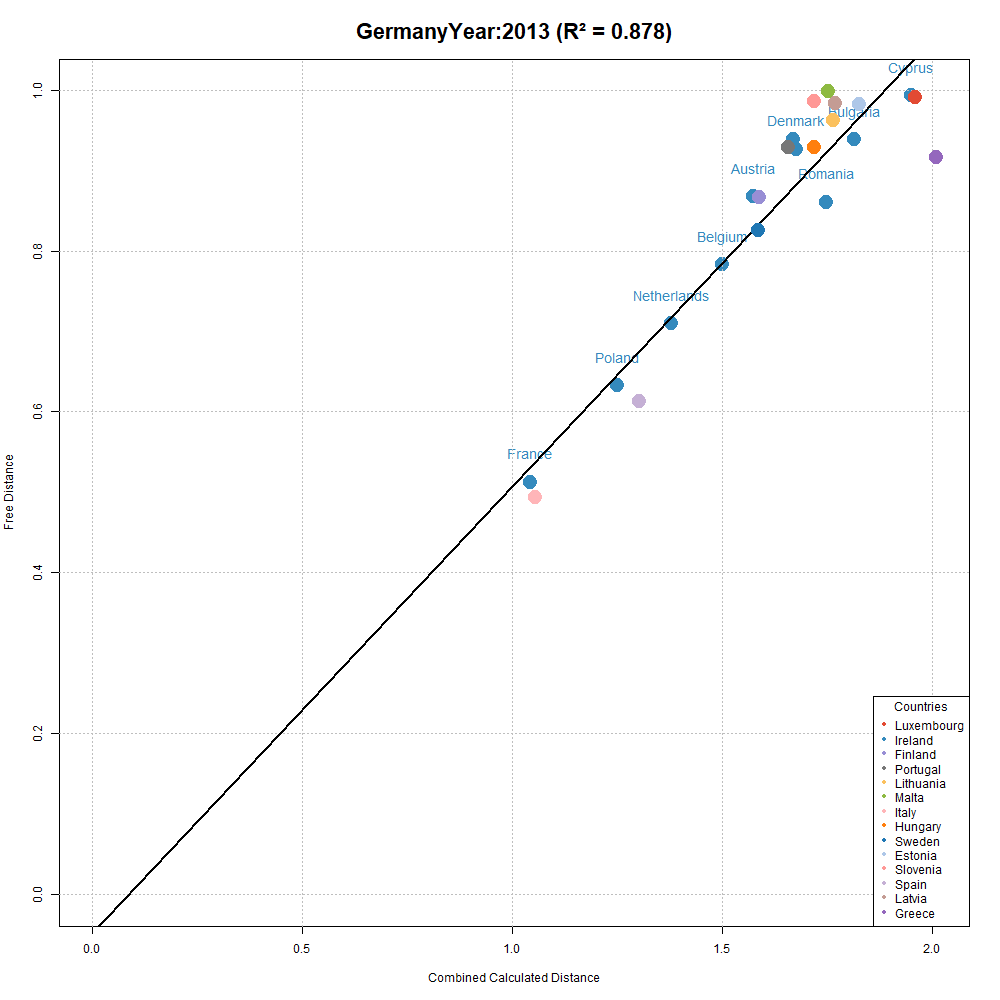 GermanyYear:2013 (R² = 0.878)
Cyprus
Bulgaria
Denmark
Austria
Romania
Belgium
Netherlands
Poland
France
Free Distance
1.0
0.8
0.6
0.4
0.2
0.0
0.0 0.5 1.0 1.5 2.0
Combined Calculated Distance
Countries
Luxembourg
Ireland
Finland
Portugal
Lithuania
Malta
Italy
Hungary
Sweden
Estonia
Slovenia
Spain
Latvia
Greece